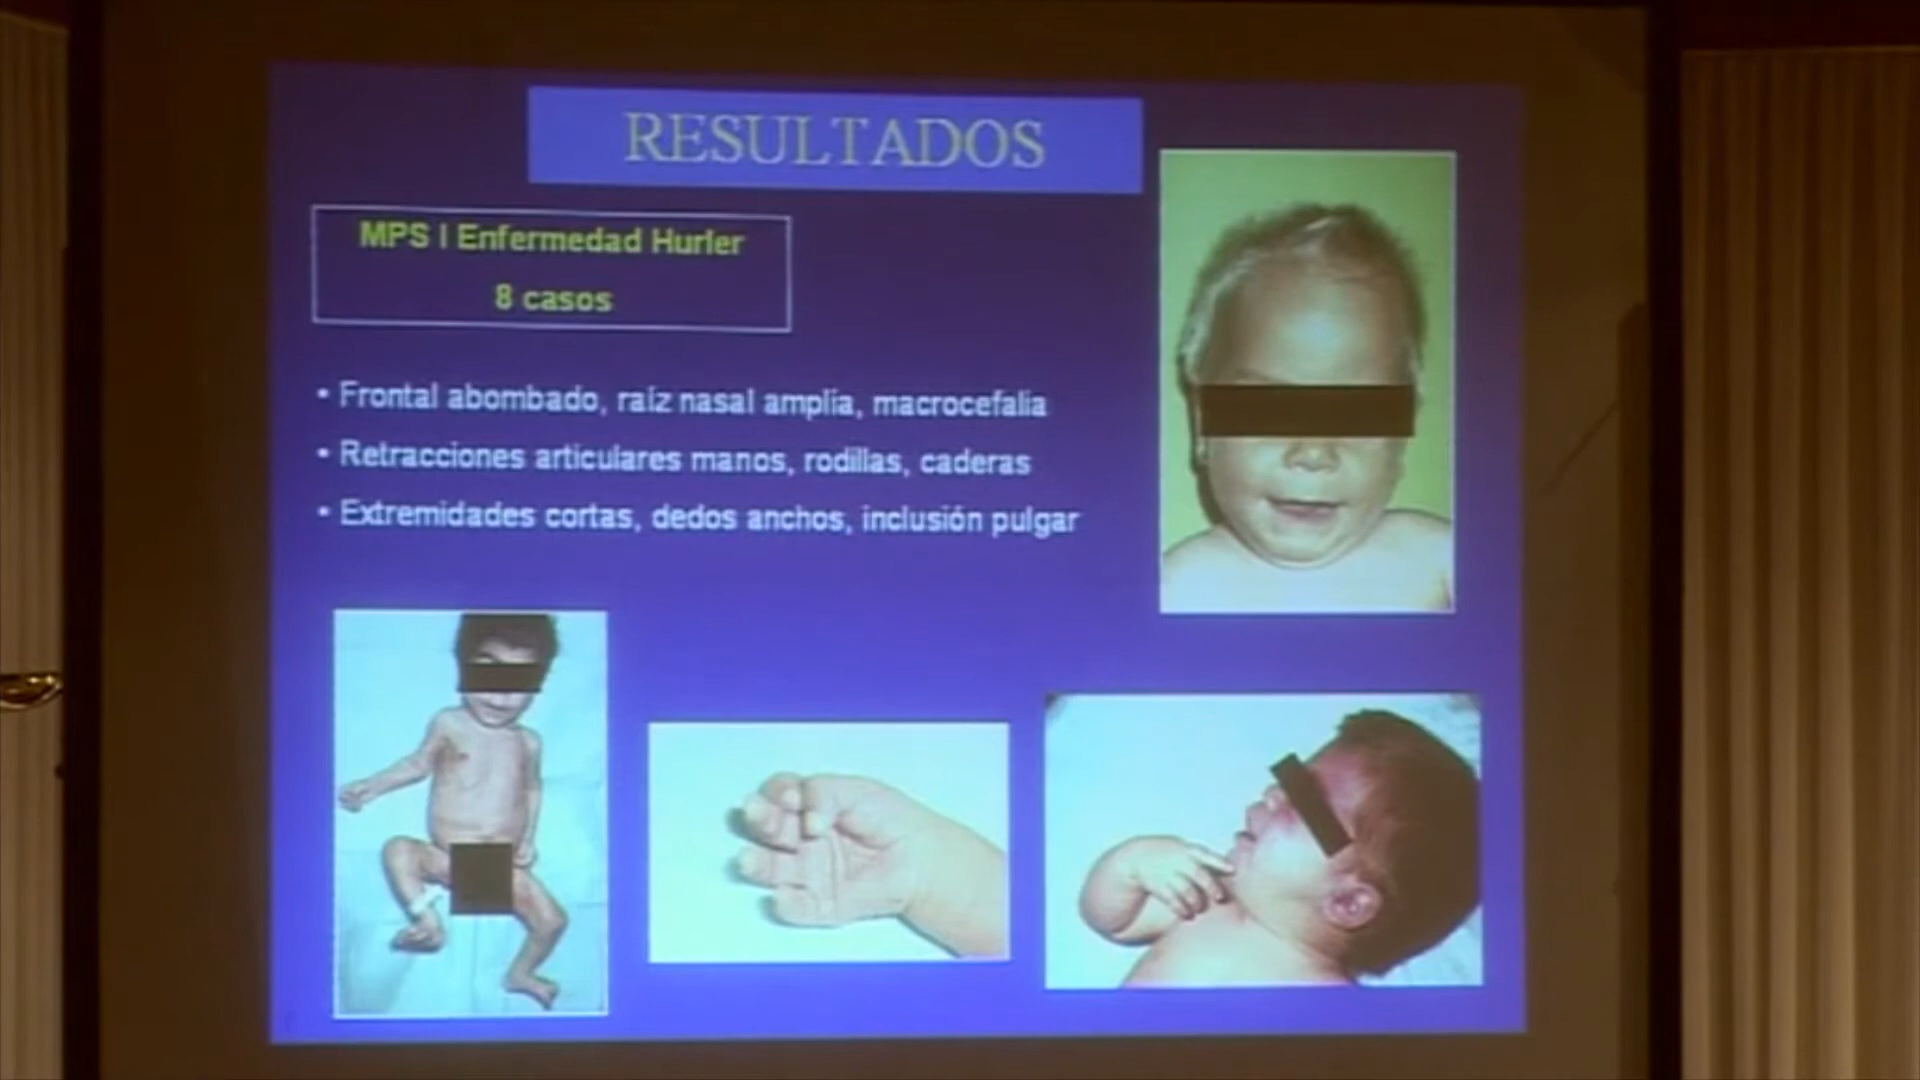 RESULTADOS
MPS I Enfermedad Hurler
8 casos
• Frontal abombado, raíz nasal amplia, macrocefalia
• Retracciones articulares manos, rodillas, caderas
• Extremidades cortas, dedos anchos, inclusión pulgar